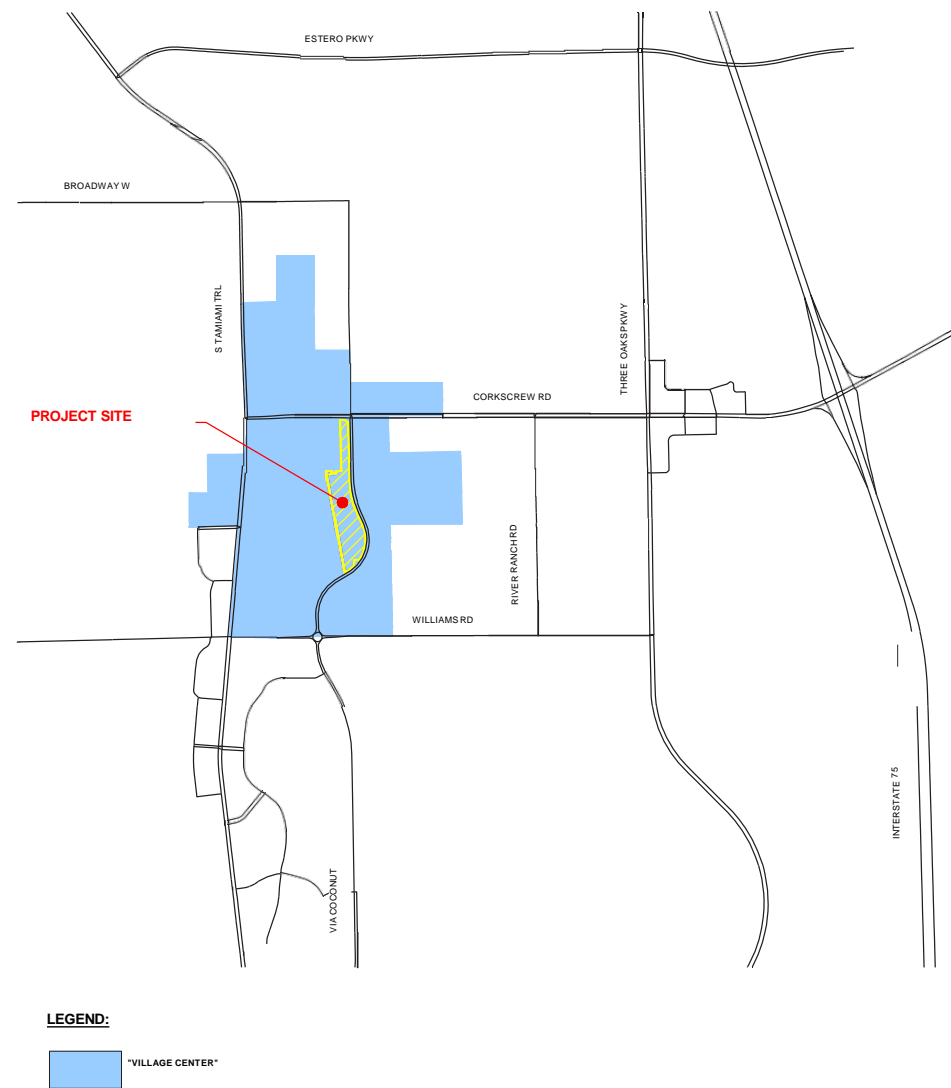 ESTERO PKWY
BROADWAY W
S TAMIAMI TRL
THREE OAKS PKWY
CORKSCREW RD
PROJECT SITE
RIVER RANCH RD
WILLIAMS RD
INTERSTATE 75
VIA COCONUT
LEGEND:
"VILLAGE CENTER"